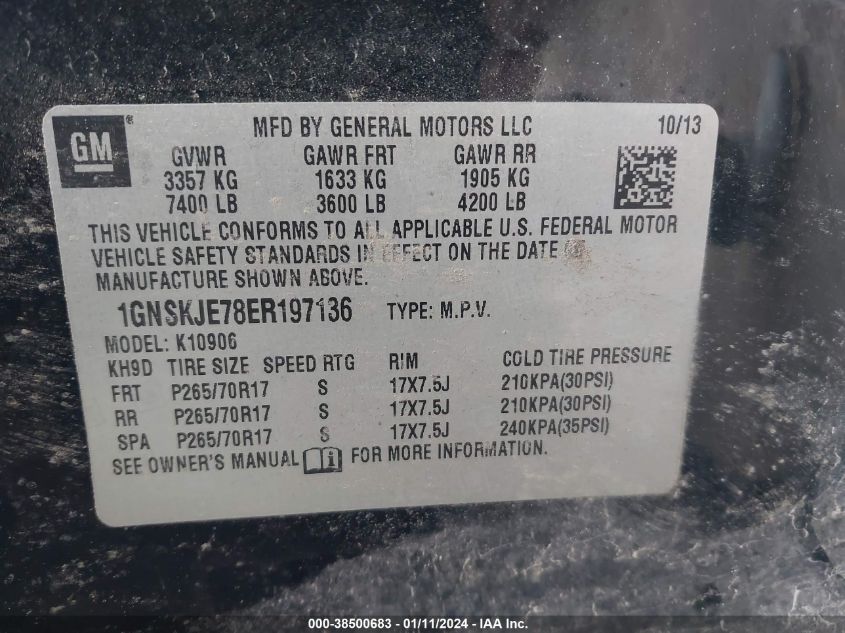 GM®
MFD BY GENERAL MOTORS LLC 10/13
GVWR GAWR FRT GAWR RR
3357 KG 1633 KG 1905 KG
7400 LB 3600 LB 4200 LB
THIS VEHICLE CONFORMS TO ALL APPLICABLE U.S. FEDERAL MOTOR
VEHICLE SAFETY STANDARDS IN EFFECT ON THE DATE
MANUFACTURE SHOWN ABOVE.
1GNSKJE78ER197136 TYPE: M.P.V.
MODEL: K10906
KH9D TIRE SIZE SPEED RTG RIM COLD TIRE PRESSURE
FRT P265/70R17 S 17X7.5J 210KPA(30PSI)
RR P265/70R17 S 17X7.5J 210KPA(30PSI)
SPA P265/70R17 S 17X7.5J 240KPA(35PSI)
SEE OWNER'S MANUAL i FOR MORE INFORMATION.
000-38500683 - 01/11/2024 - IAA Inc.